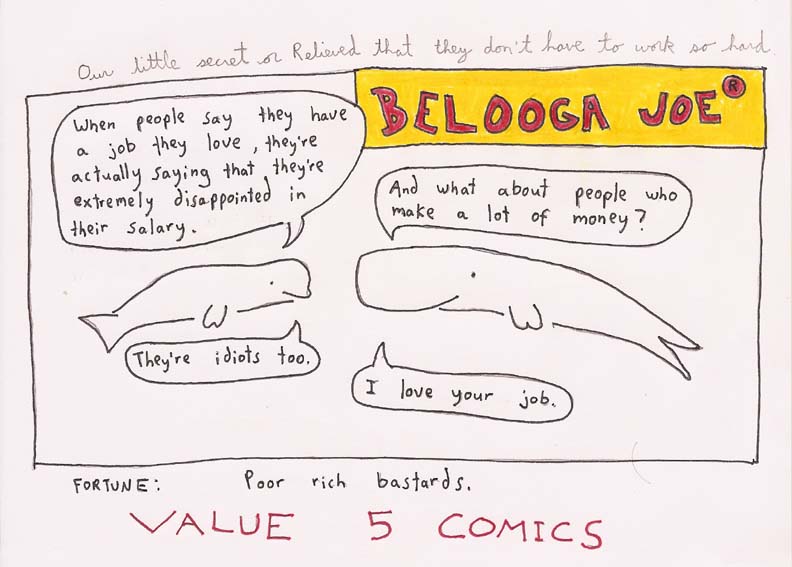 Our little secret or Relieved that they don't have to work so hard.
BELOOGA JOE®
When people say they have
a job they love, they're
actually saying that they're
extremely disappointed in
their salary.
And what about people who
make a lot of money?
They're idiots too.
I love your job.
FORTUNE: Poor rich bastards.
VALUE 5 COMICS